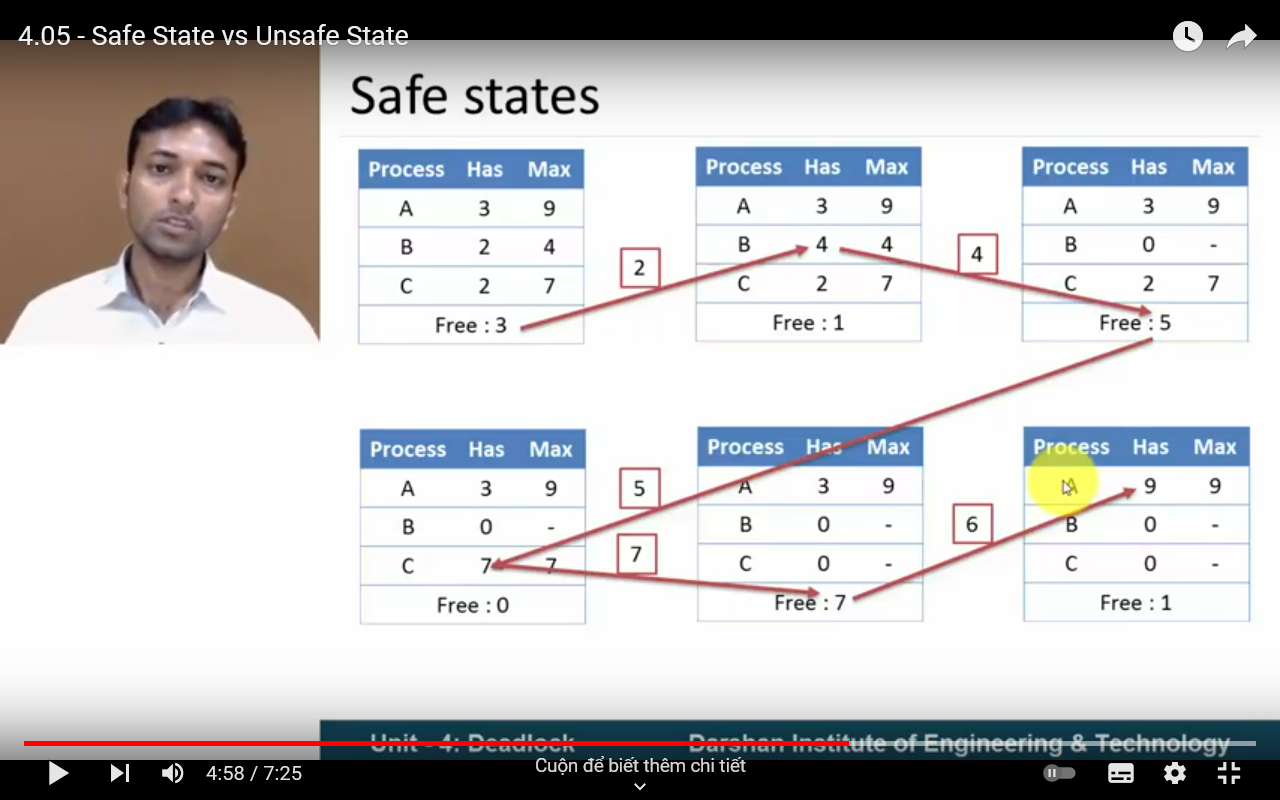 4.05 - Safe State vs Unsafe State
Safe states
Process Has Max
A 3 9
B 2 4
C 2 7
Free : 3
2
Process Has Max
A 3 9
B 4 4
C 2 7
Free : 1
4
Process Has Max
A 3 9
B 0 -
C 2 7
Free : 5
Process Has Max
A 3 9
B 0 -
C 7 7
Free : 0
5
7
Process Has Max
A 3 9
B 0 -
C 0 -
Free : 7
6
Process Has Max
A 9 9
B 0 -
C 0 -
Free : 1
Unit - 4: Deadlock Darshan Institute of Engineering & Technology
4:58 / 7:25
Cuộn để biết thêm chi tiết